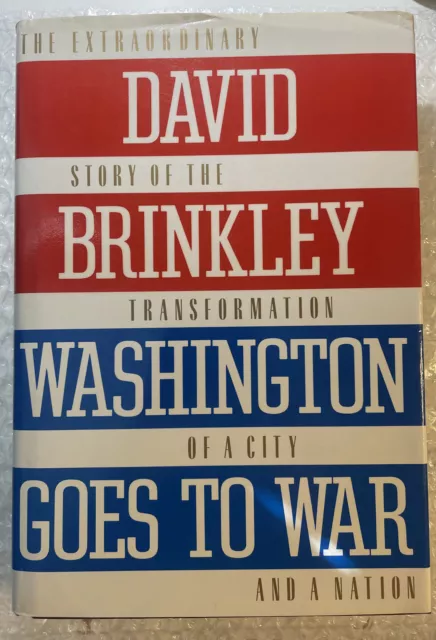 THE EXTRAORDINARY
DAVID
STORY OF THE
BRINKLEY
TRANSFORMATION
WASHINGTON
OF A CITY
GOES TO WAR
AND A NATION